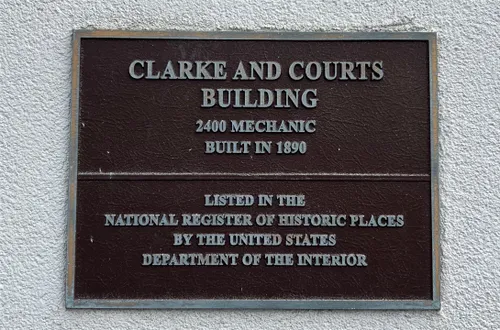 CLARKE AND COURTS
BUILDING
2400 MECHANIC
BUILT IN 1890
LISTED IN THE
NATIONAL REGISTER OF HISTORIC PLACES
BY THE UNITED STATES
DEPARTMENT OF THE INTERIOR